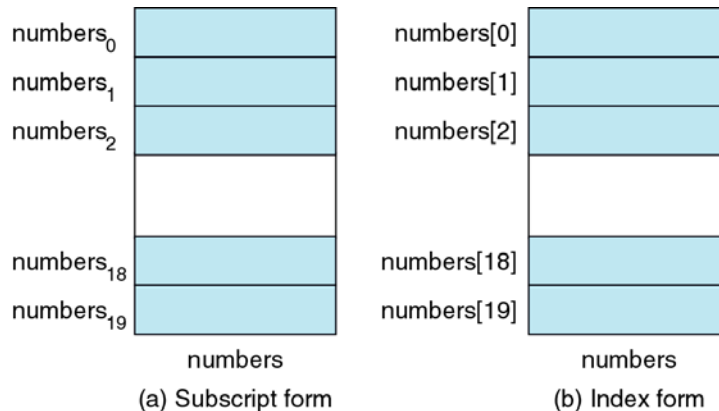 numbers₀ numbers[0]
numbers₁ numbers[1]
numbers₂ numbers[2]
numbers₁₈ numbers[18]
numbers₁₉ numbers[19]
numbers numbers
(a) Subscript form (b) Index form